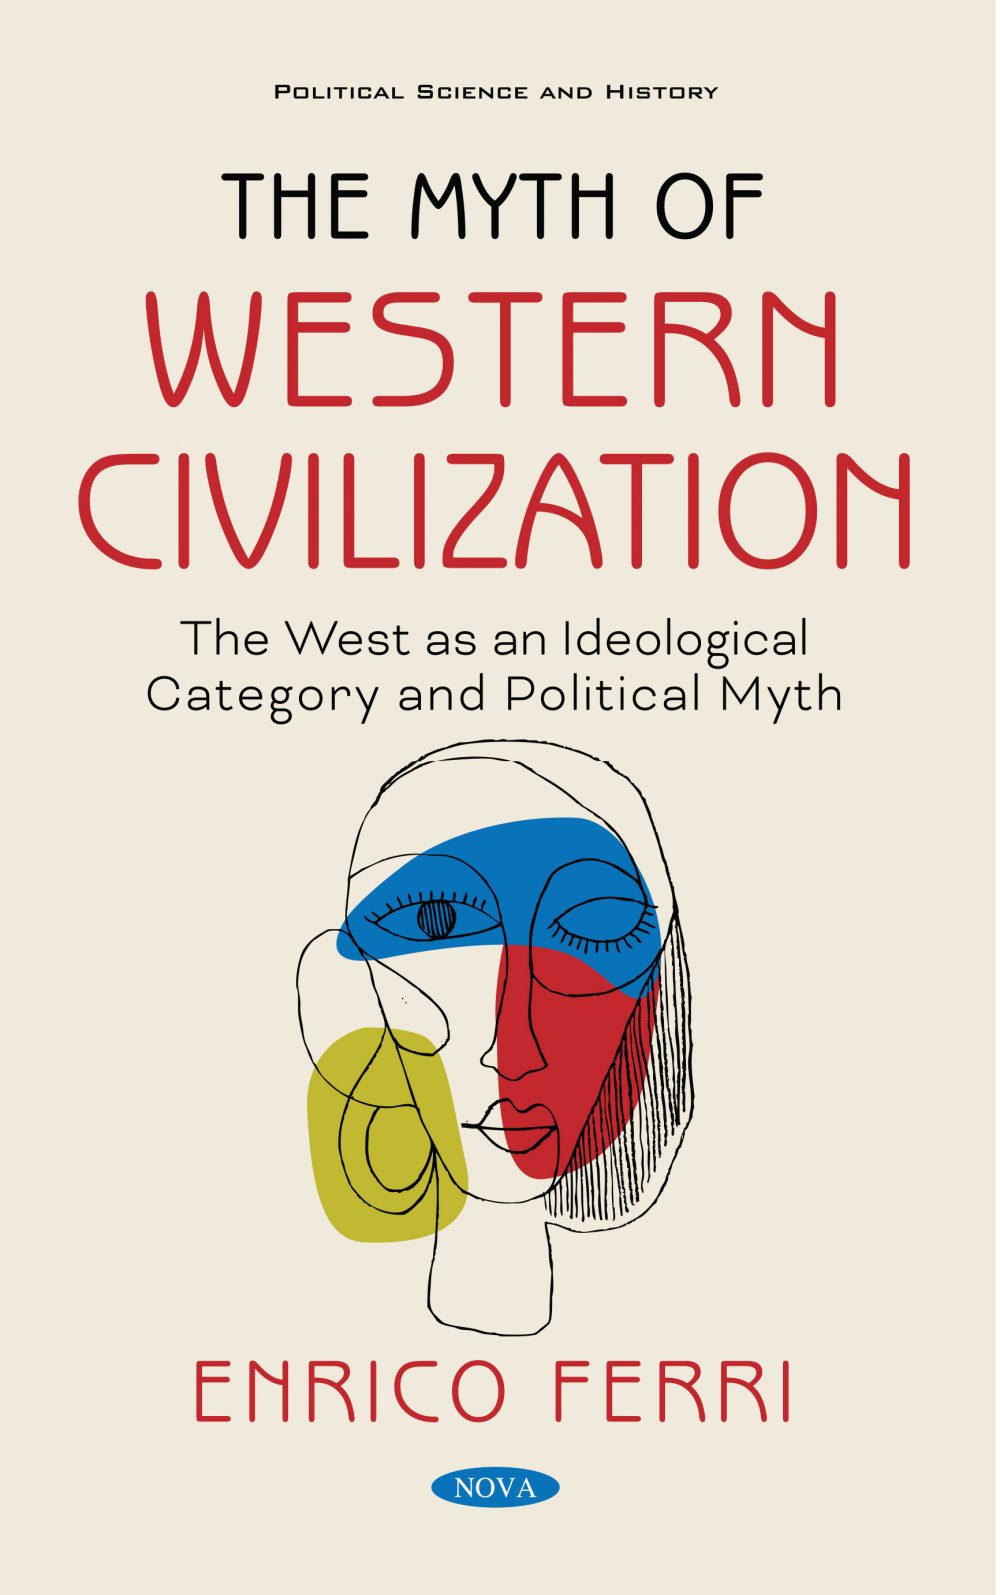 Political Science and History
THE MYTH OF
WESTERN
CIVILIZATION
The West as an Ideological
Category and Political Myth
ENRICO FERRI
NOVA